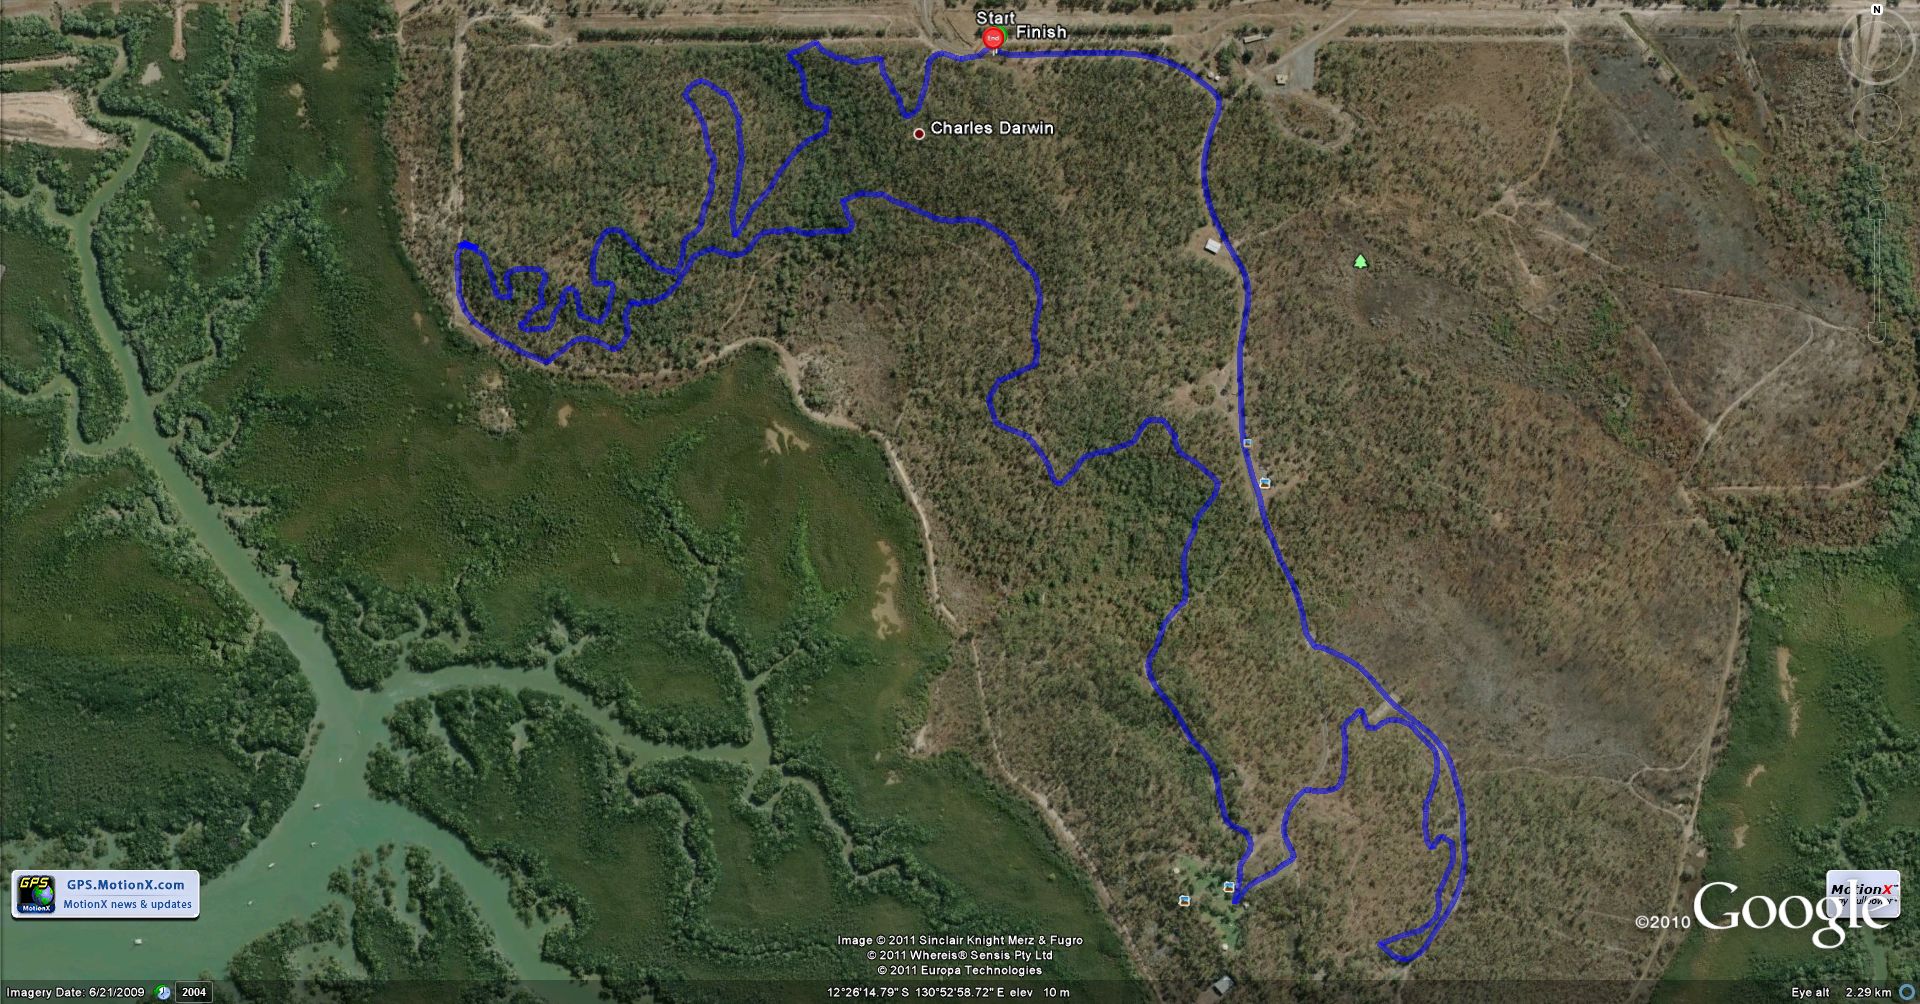 N
Start
Finish
End
Charles Darwin
GPS
MotionX
GPS.MotionX.com
MotionX news & updates
MotionX™
©2010 Google
Image © 2011 Sinclair Knight Merz & Fugro
© 2011 Whereis® Sensis Pty Ltd
© 2011 Europa Technologies
Imagery Date: 6/21/2009 2004
12°26'14.79" S 130°52'58.72" E elev 10 m
Eye alt 2.29 km